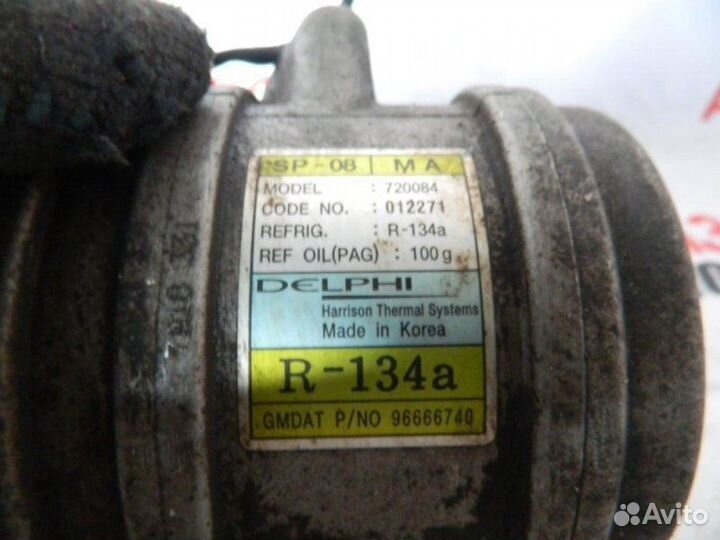 SP-08 MA
MODEL : 720084
CODE NO. : 012271
REFRIG. : R-134a
REF OIL(PAG) : 100g
DELPHI
Harrison Thermal Systems
Made in Korea
R-134a
GMDAT P/NO 96666740
Avito